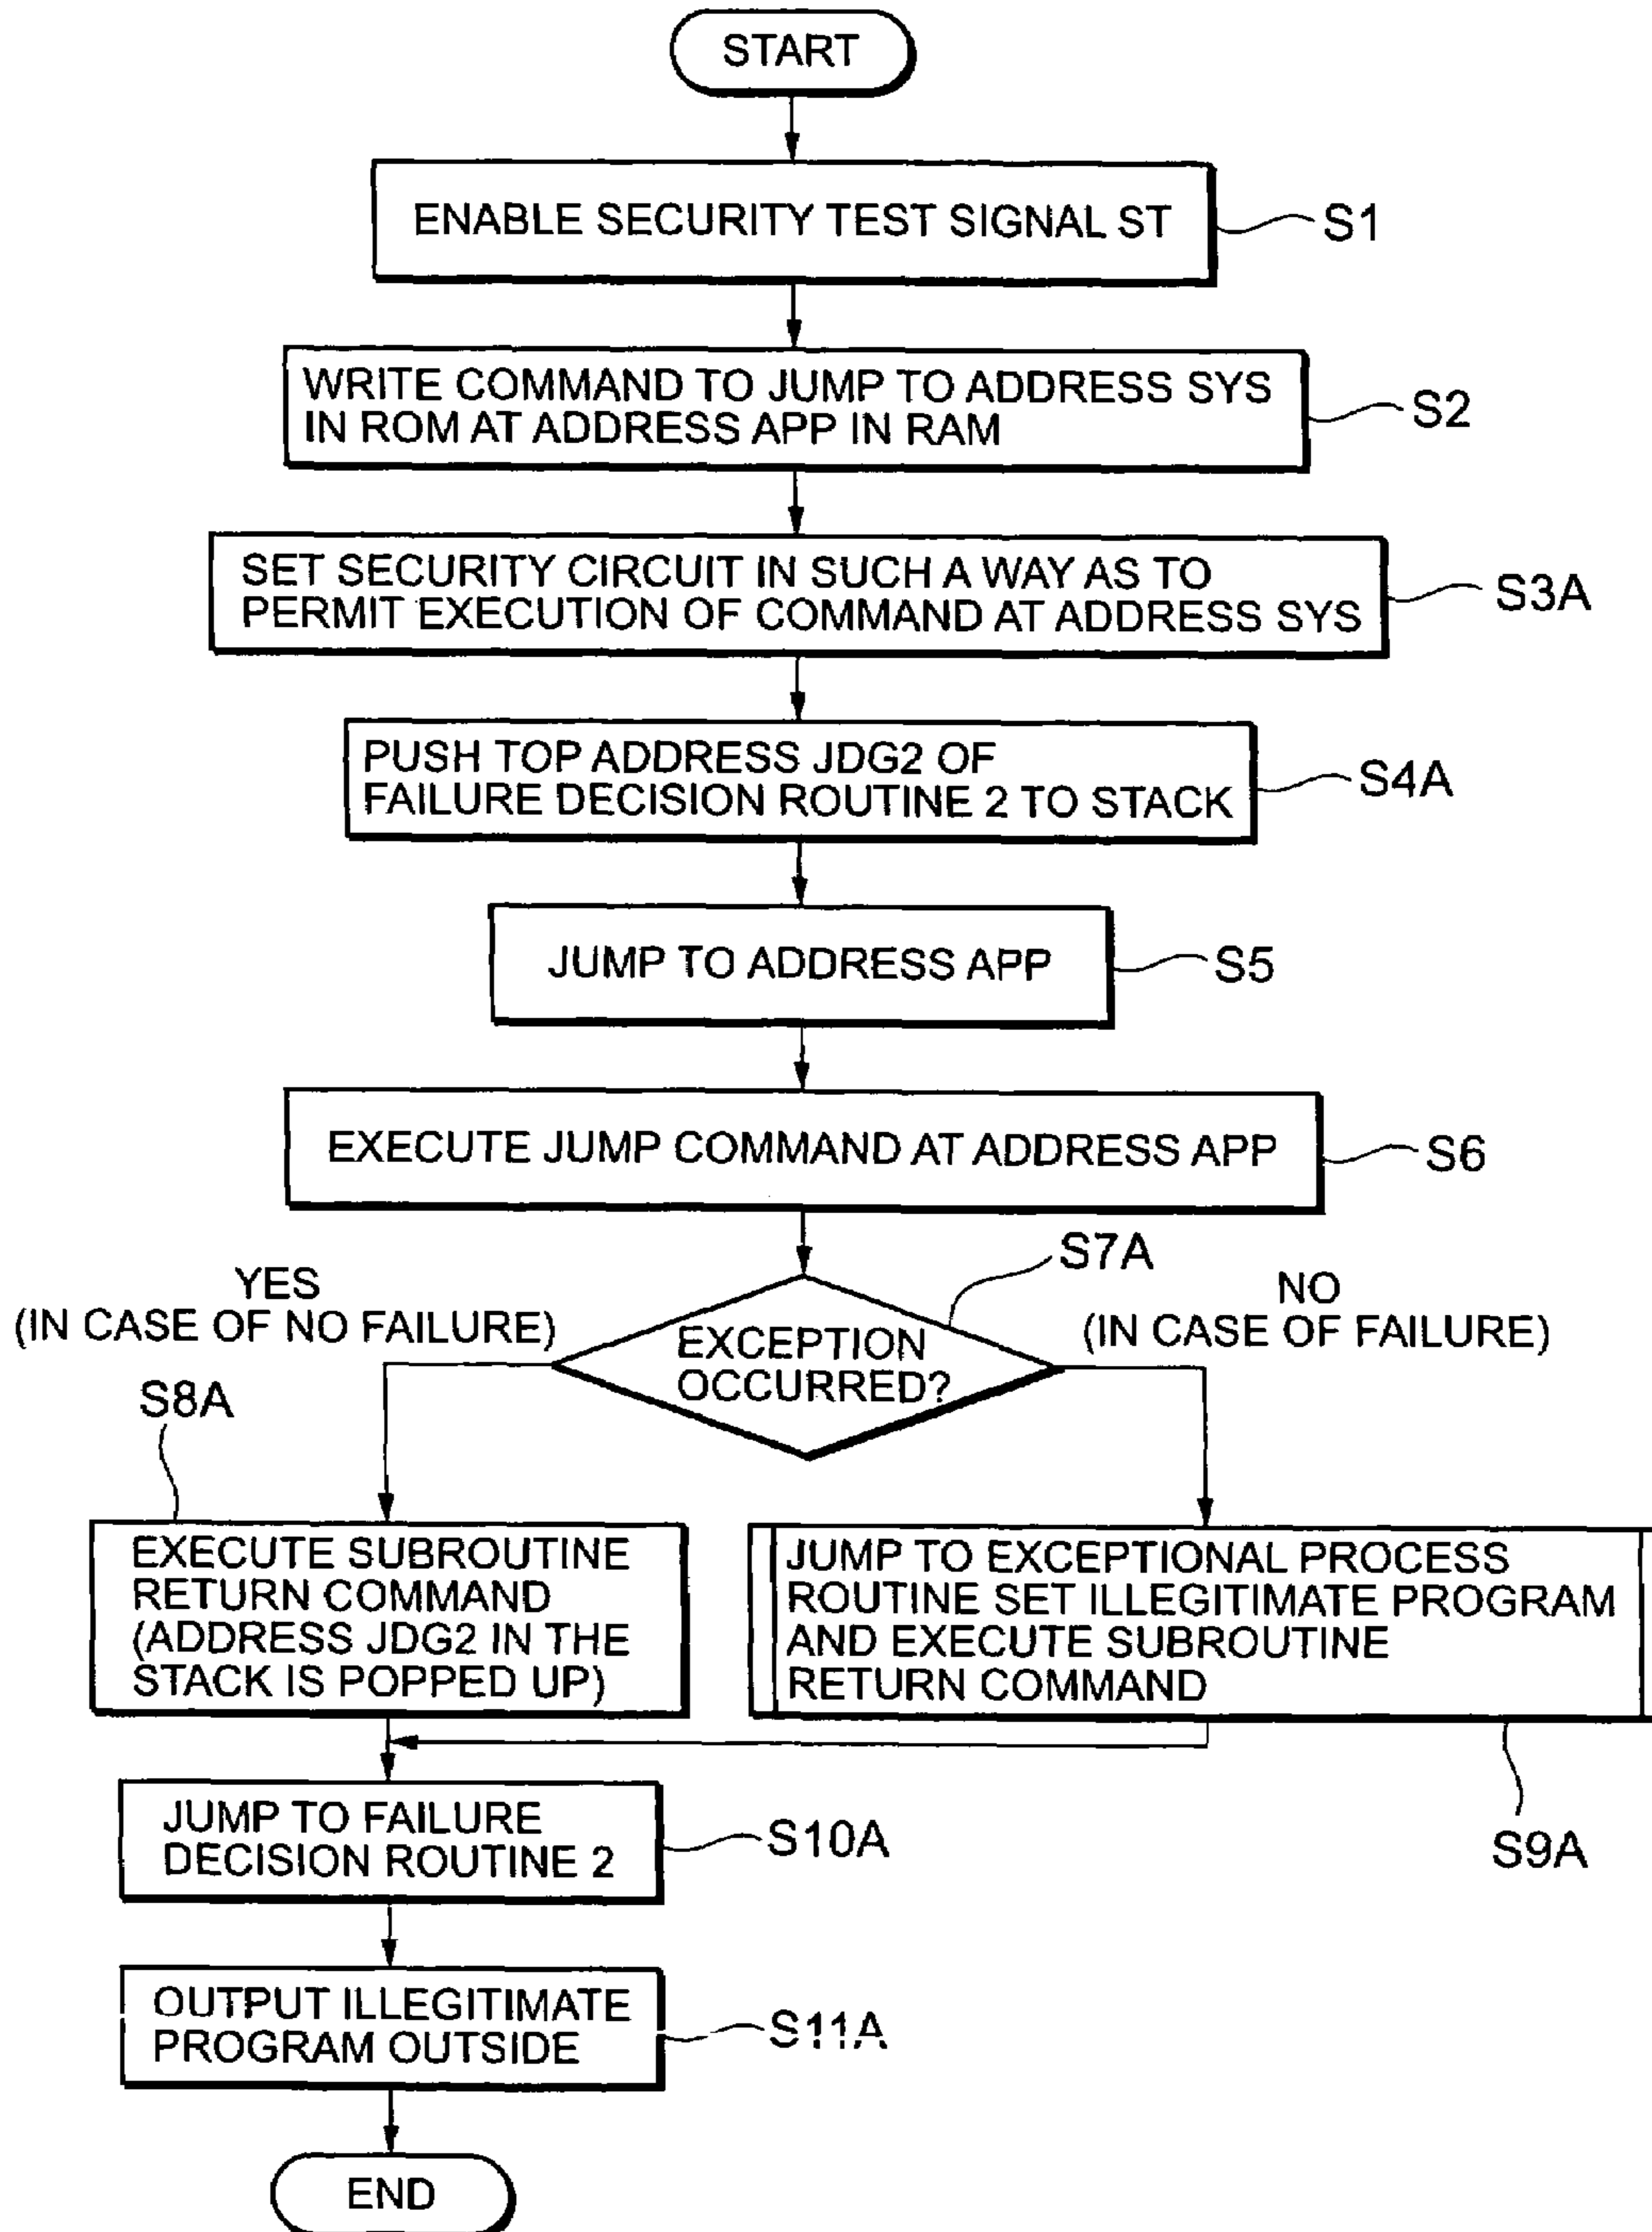 START
ENABLE SECURITY TEST SIGNAL ST
S1
WRITE COMMAND TO JUMP TO ADDRESS SYS
IN ROM AT ADDRESS APP IN RAM
S2
SET SECURITY CIRCUIT IN SUCH A WAY AS TO
PERMIT EXECUTION OF COMMAND AT ADDRESS SYS
S3A
PUSH TOP ADDRESS JDG2 OF
FAILURE DECISION ROUTINE 2 TO STACK
S4A
JUMP TO ADDRESS APP
S5
EXECUTE JUMP COMMAND AT ADDRESS APP
S6
S7A
YES
(IN CASE OF NO FAILURE)
NO
(IN CASE OF FAILURE)
EXCEPTION
OCCURRED?
S8A
EXECUTE SUBROUTINE
RETURN COMMAND
(ADDRESS JDG2 IN THE
STACK IS POPPED UP)
JUMP TO EXCEPTIONAL PROCESS
ROUTINE SET ILLEGITIMATE PROGRAM
AND EXECUTE SUBROUTINE
RETURN COMMAND
S9A
JUMP TO FAILURE
DECISION ROUTINE 2
S10A
OUTPUT ILLEGITIMATE
PROGRAM OUTSIDE
S11A
END